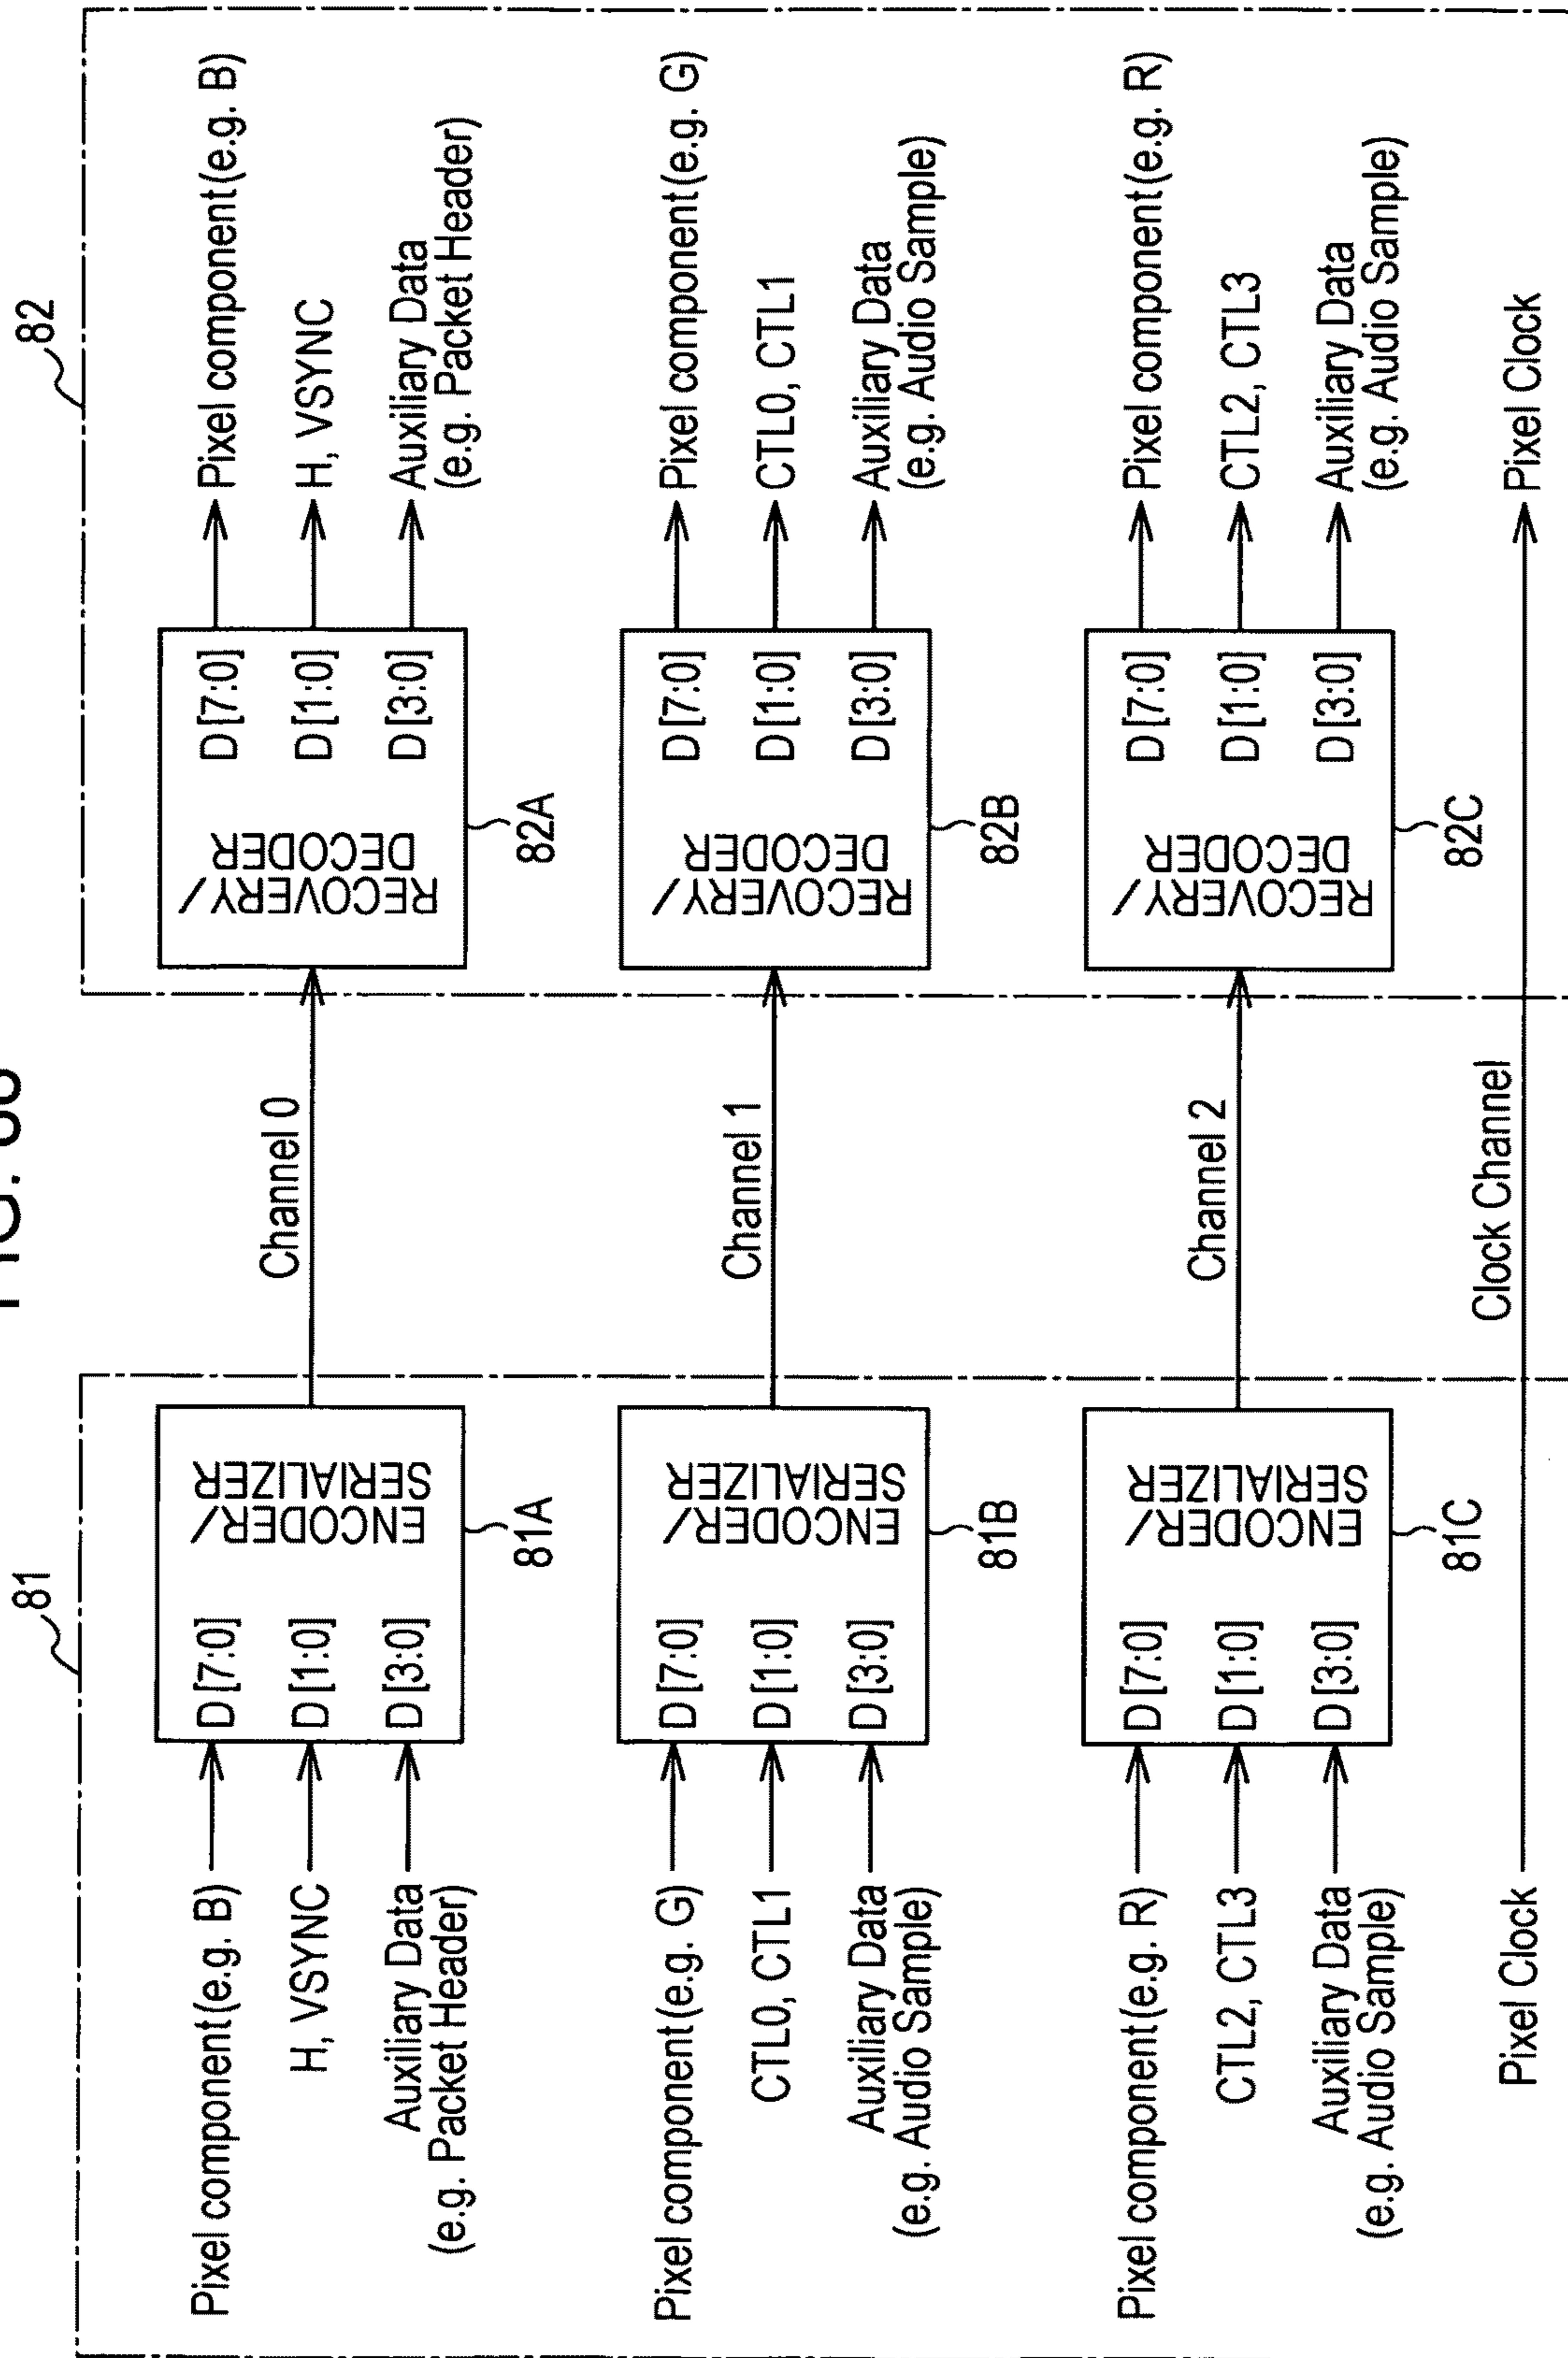 81
82
Pixel component(e.g. B)
H, VSYNC
Auxiliary Data
(e.g. Packet Header)
D [7:0]
D [1:0]
D [3:0]
ENCODER/
SERIALIZER
81A
Channel 0
RECOVERY/
DECODER
D [7:0]
D [1:0]
D [3:0]
82A
Pixel component(e.g. B)
H, VSYNC
Auxiliary Data
(e.g. Packet Header)
Pixel component(e.g. G)
CTL0, CTL1
Auxiliary Data
(e.g. Audio Sample)
D [7:0]
D [1:0]
D [3:0]
ENCODER/
SERIALIZER
81B
Channel 1
RECOVERY/
DECODER
D [7:0]
D [1:0]
D [3:0]
82B
Pixel component(e.g. G)
CTL0, CTL1
Auxiliary Data
(e.g. Audio Sample)
Pixel component(e.g. R)
CTL2, CTL3
Auxiliary Data
(e.g. Audio Sample)
D [7:0]
D [1:0]
D [3:0]
ENCODER/
SERIALIZER
81C
Channel 2
RECOVERY/
DECODER
D [7:0]
D [1:0]
D [3:0]
82C
Pixel component(e.g. R)
CTL2, CTL3
Auxiliary Data
(e.g. Audio Sample)
Pixel Clock
Clock Channel
Pixel Clock